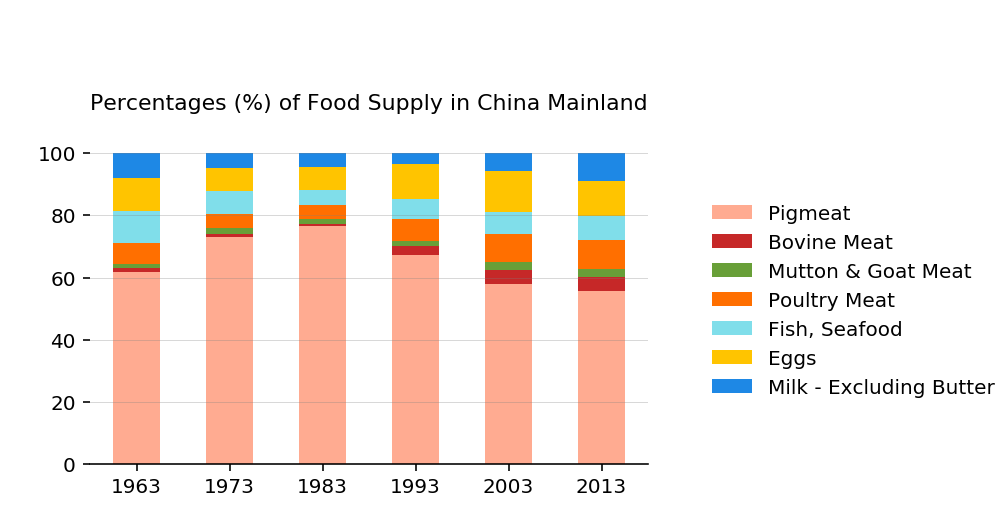 Percentages (%) of Food Supply in China Mainland
100
80
60
40
20
0
1963 1973 1983 1993 2003 2013
Pigmeat
Bovine Meat
Mutton & Goat Meat
Poultry Meat
Fish, Seafood
Eggs
Milk - Excluding Butter